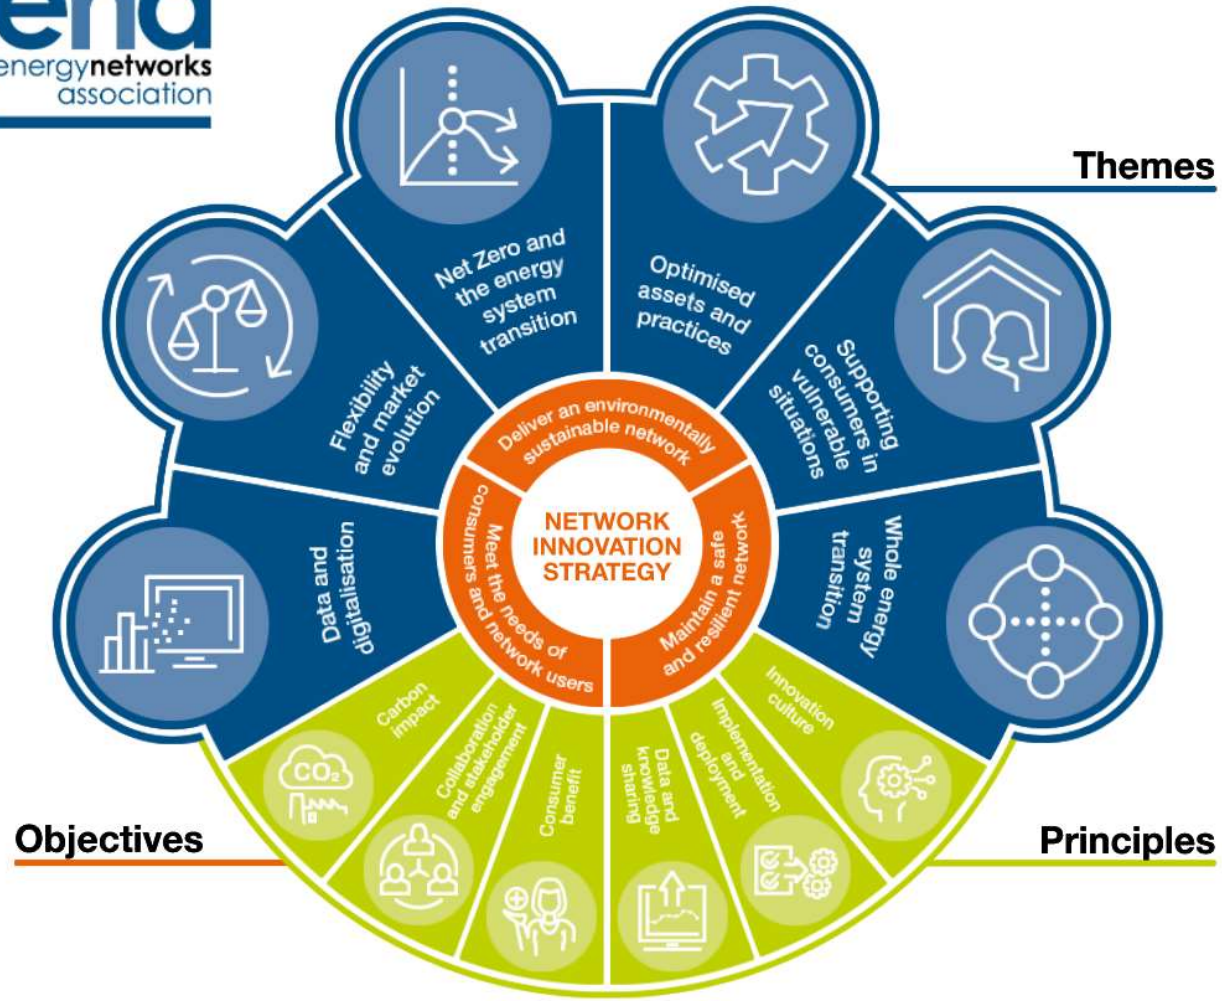 ena
energynetworks
association
Themes
Net Zero and
the energy
system
transition
Optimised
assets and
practices
Flexibility
and market
evolution
Supporting
consumers in
vulnerable
situations
Data and
digitalisation
Whole energy
system
transition
Deliver an environmentally
sustainable network
Meet the needs of
consumers and network users
Maintain a safe
and resilient network
NETWORK
INNOVATION
STRATEGY
Carbon
impact
Collaboration
and stakeholder
engagement
Consumer
benefit
Data and
knowledge
sharing
Implementation
and
deployment
Innovation
culture
CO₂
Objectives
Principles